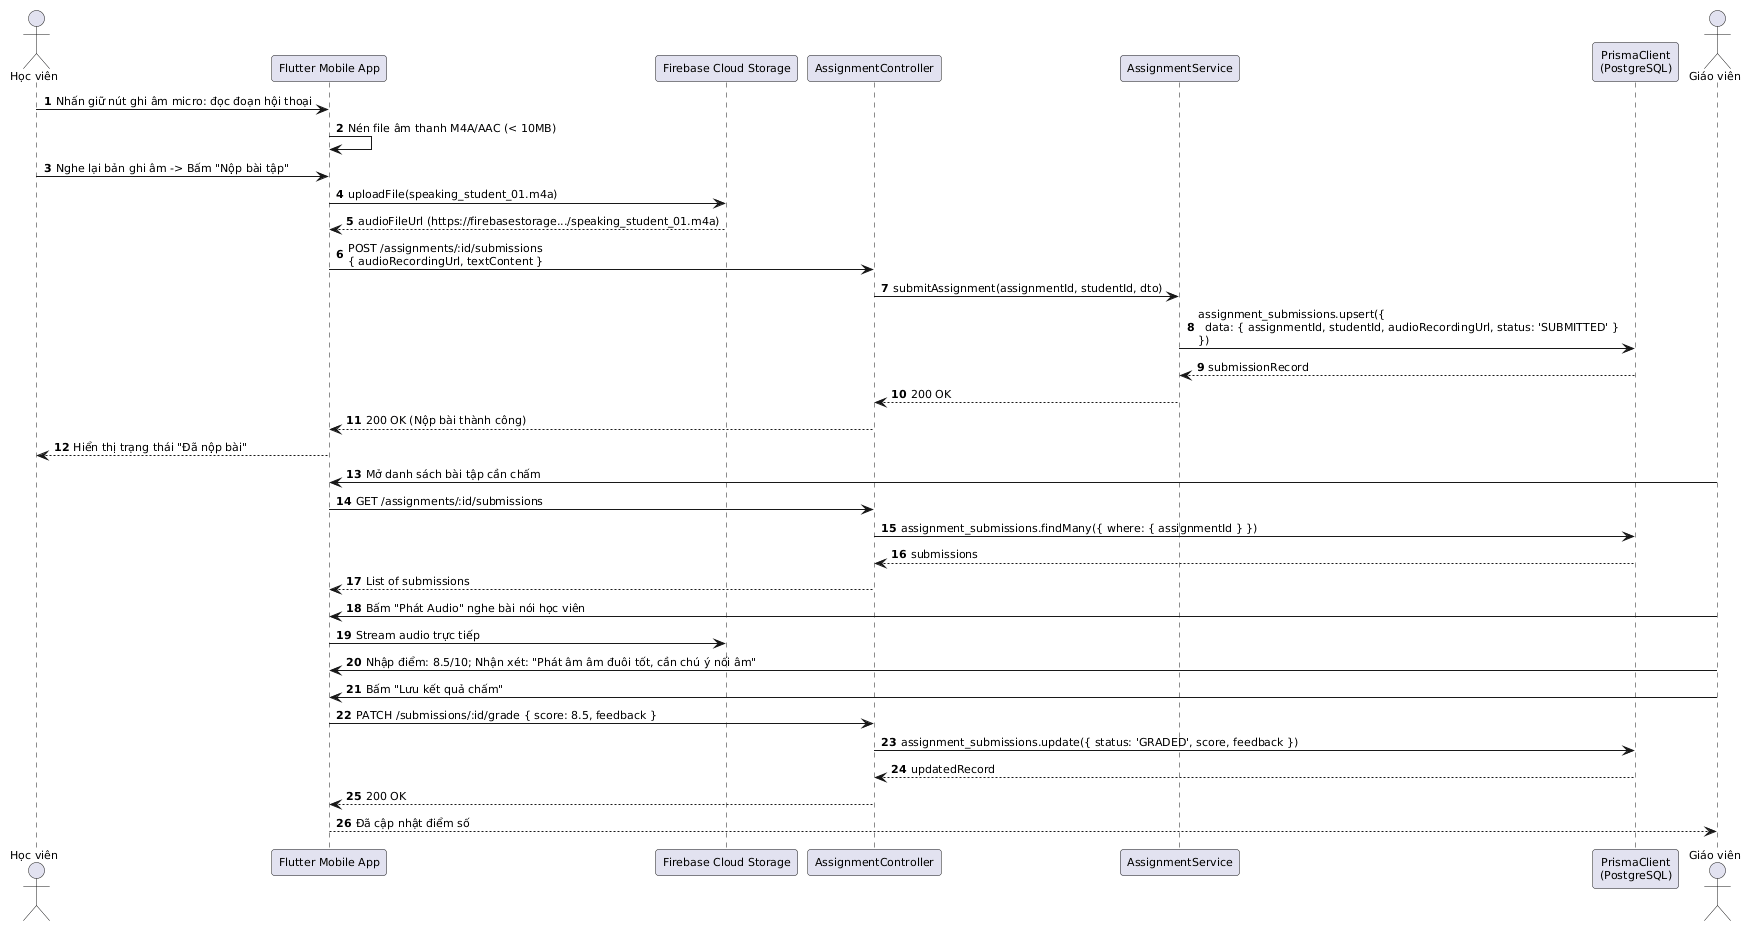 Học viên
Flutter Mobile App
Firebase Cloud Storage
AssignmentController
AssignmentService
PrismaClient
(PostgreSQL)
Giáo viên
1 Nhấn giữ nút ghi âm micro: đọc đoạn hội thoại
2 Nén file âm thanh M4A/AAC (< 10MB)
3 Nghe lại bản ghi âm -> Bấm "Nộp bài tập"
4 uploadFile(speaking_student_01.m4a)
5 audioFileUrl (https://firebasestorage.../speaking_student_01.m4a)
6 POST /assignments/:id/submissions
{ audioRecordingUrl, textContent }
7 submitAssignment(assignmentId, studentId, dto)
assignment_submissions.upsert({
8 data: { assignmentId, studentId, audioRecordingUrl, status: 'SUBMITTED' }
})
9 submissionRecord
10 200 OK
11 200 OK (Nộp bài thành công)
12 Hiển thị trạng thái "Đã nộp bài"
13 Mở danh sách bài tập cần chấm
14 GET /assignments/:id/submissions
15 assignment_submissions.findMany({ where: { assignmentId } })
16 submissions
17 List of submissions
18 Bấm "Phát Audio" nghe bài nói học viên
19 Stream audio trực tiếp
20 Nhập điểm: 8.5/10; Nhận xét: "Phát âm âm đuôi tốt, cần chú ý nối âm"
21 Bấm "Lưu kết quả chấm"
22 PATCH /submissions/:id/grade { score: 8.5, feedback }
23 assignment_submissions.update({ status: 'GRADED', score, feedback })
24 updatedRecord
25 200 OK
26 Đã cập nhật điểm số
Học viên
Flutter Mobile App
Firebase Cloud Storage
AssignmentController
AssignmentService
PrismaClient
(PostgreSQL)
Giáo viên